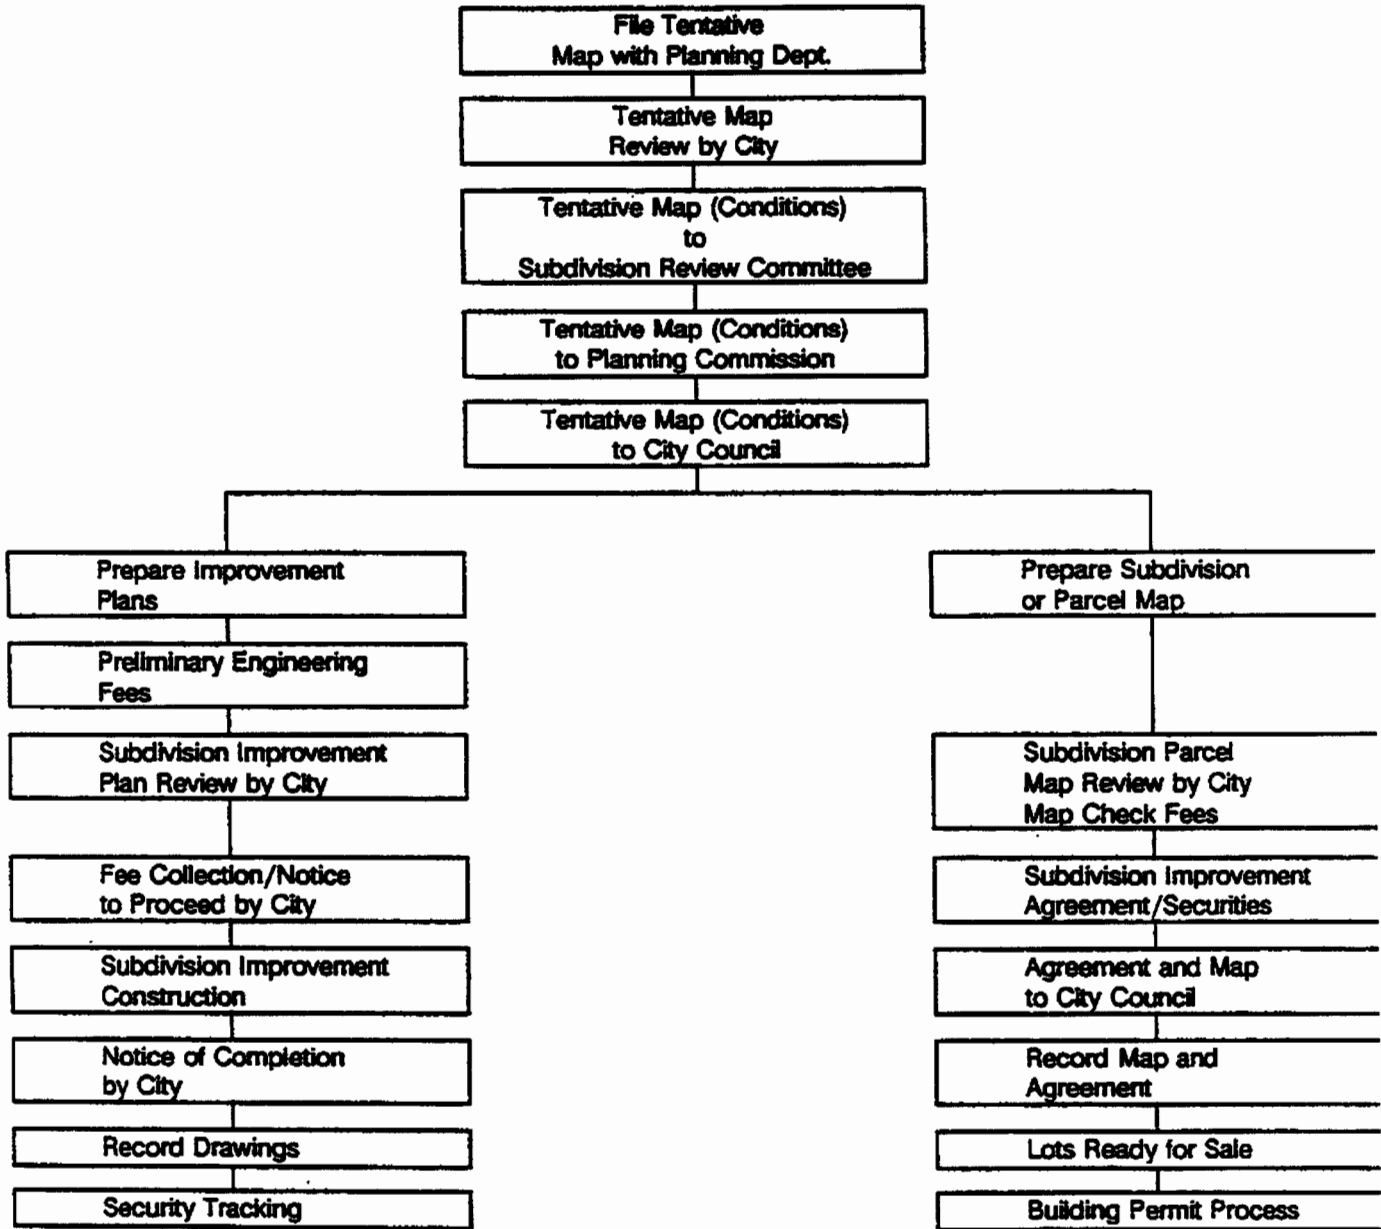 File Tentative
Map with Planning Dept.
Tentative Map
Review by City
Tentative Map (Conditions)
to
Subdivision Review Committee
Tentative Map (Conditions)
to Planning Commission
Tentative Map (Conditions)
to City Council
Prepare Improvement
Plans
Preliminary Engineering
Fees
Subdivision Improvement
Plan Review by City
Fee Collection/Notice
to Proceed by City
Subdivision Improvement
Construction
Notice of Completion
by City
Record Drawings
Security Tracking
Prepare Subdivision
or Parcel Map
Subdivision Parcel
Map Review by City
Map Check Fees
Subdivision Improvement
Agreement/Securities
Agreement and Map
to City Council
Record Map and
Agreement
Lots Ready for Sale
Building Permit Process